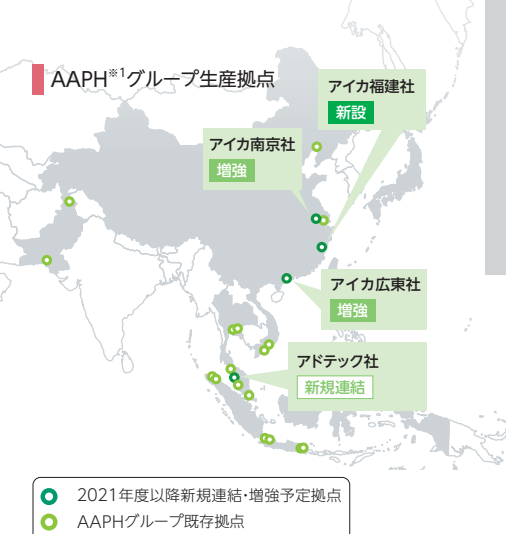 AAPH※1グループ生産拠点
アイカ福建社
新設
アイカ南京社
増強
アイカ広東社
増強
アドテック社
新規連結
2021年度以降新規連結・増強予定拠点
AAPHグループ既存拠点